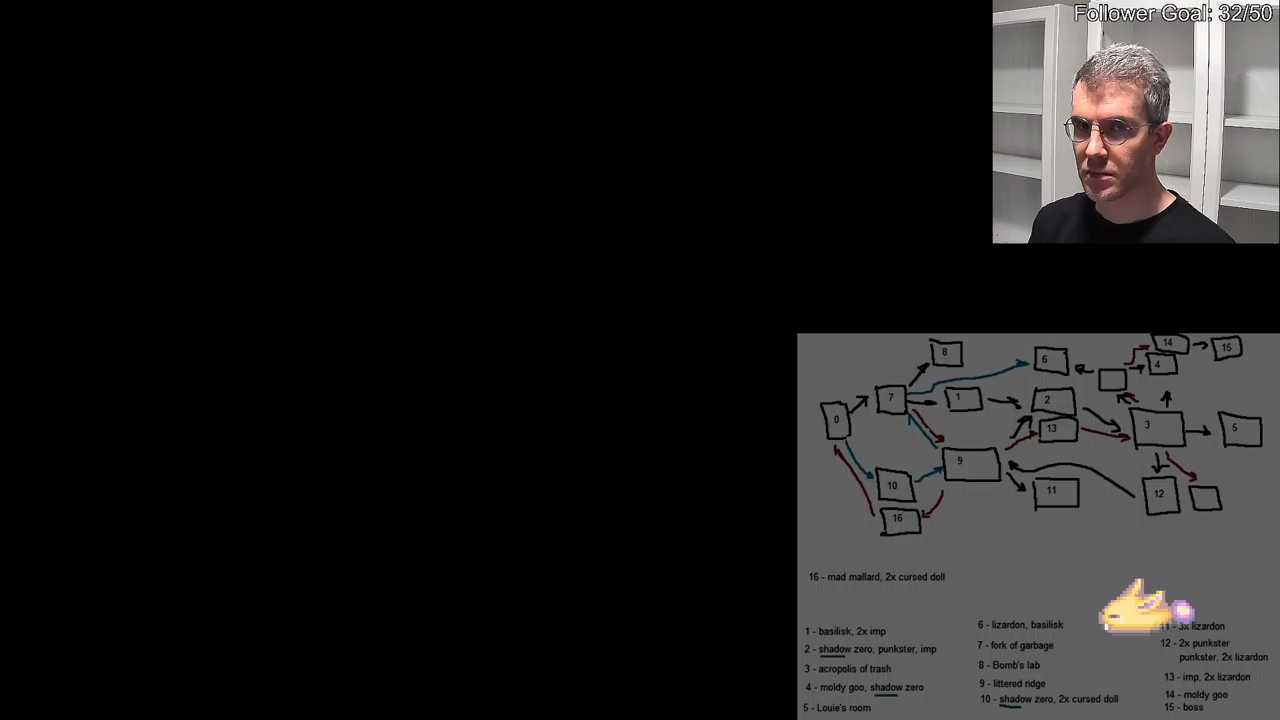 Follower Goal: 32/50
14
15
8
6
4
7
1
2
0
3
5
13
9
10
11
12
16
16 - mad mallard, 2x cursed doll
1 - basilisk, 2x imp
2 - shadow zero, punkster, imp
3 - acropolis of trash
4 - moldy goo, shadow zero
5 - Louie's room
6 - lizardon, basilisk
7 - fork of garbage
8 - Bomb's lab
9 - littered ridge
10 - shadow zero, 2x cursed doll
11 - 3x lizardon
12 - 2x punkster
punkster, 2x lizardon
13 - imp, 2x lizardon
14 - moldy goo
15 - boss